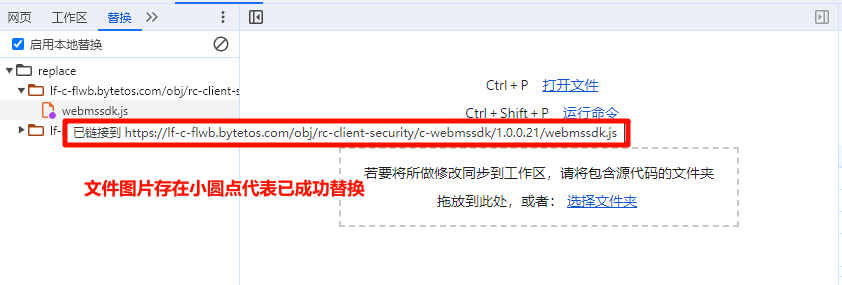 网页 工作区 替换
启用本地替换
replace
lf-c-flwb.bytetos.com/obj/rc-client-s
webmssdk.js
lf-
已链接到 https://lf-c-flwb.bytetos.com/obj/rc-client-security/c-webmssdk/1.0.0.21/webmssdk.js
文件图片存在小圆点代表已成功替换
Ctrl + P 打开文件
Ctrl + Shift + P 运行命令
若要将所做修改同步到工作区，请将包含源代码的文件夹
拖放到此处，或者： 选择文件夹